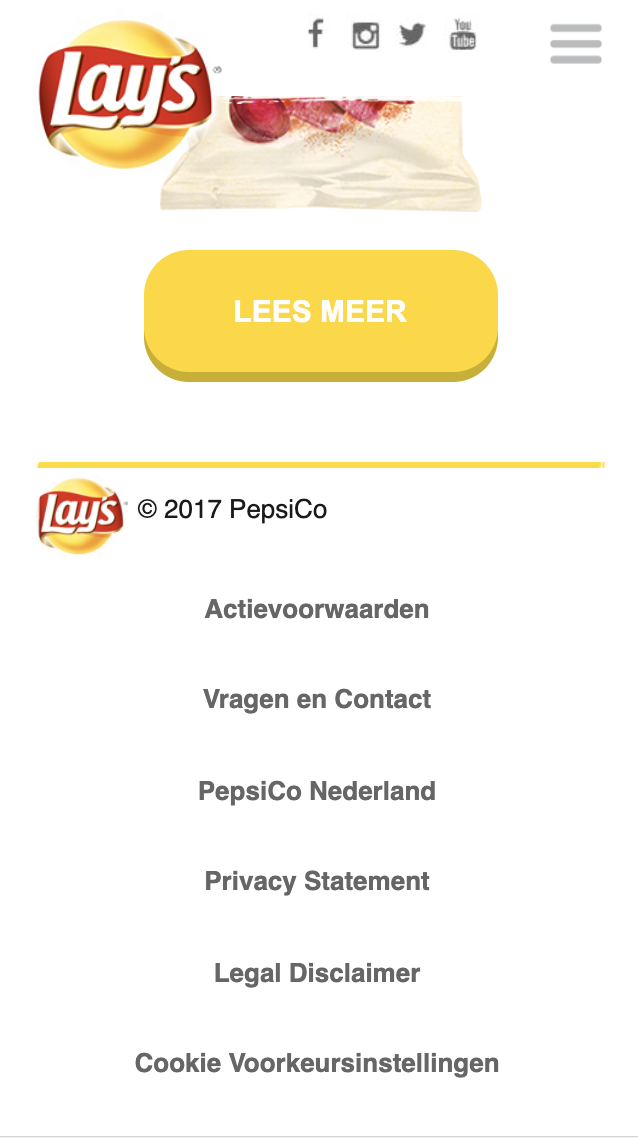 Lay's
You
Tube
LEES MEER
Lay's
© 2017 PepsiCo
Actievoorwaarden
Vragen en Contact
PepsiCo Nederland
Privacy Statement
Legal Disclaimer
Cookie Voorkeursinstellingen